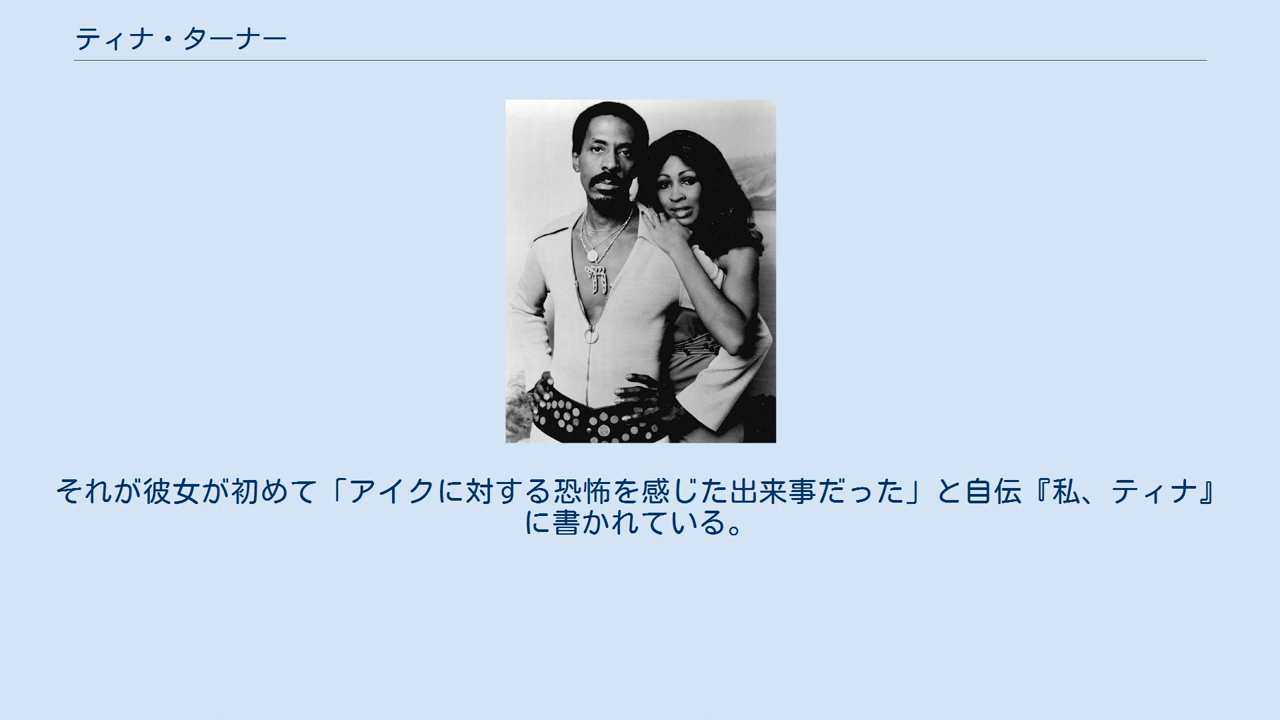 ティナ・ターナー
それが彼女が初めて「アイクに対する恐怖を感じた出来事だった」と自伝『私、ティナ』
に書かれている。